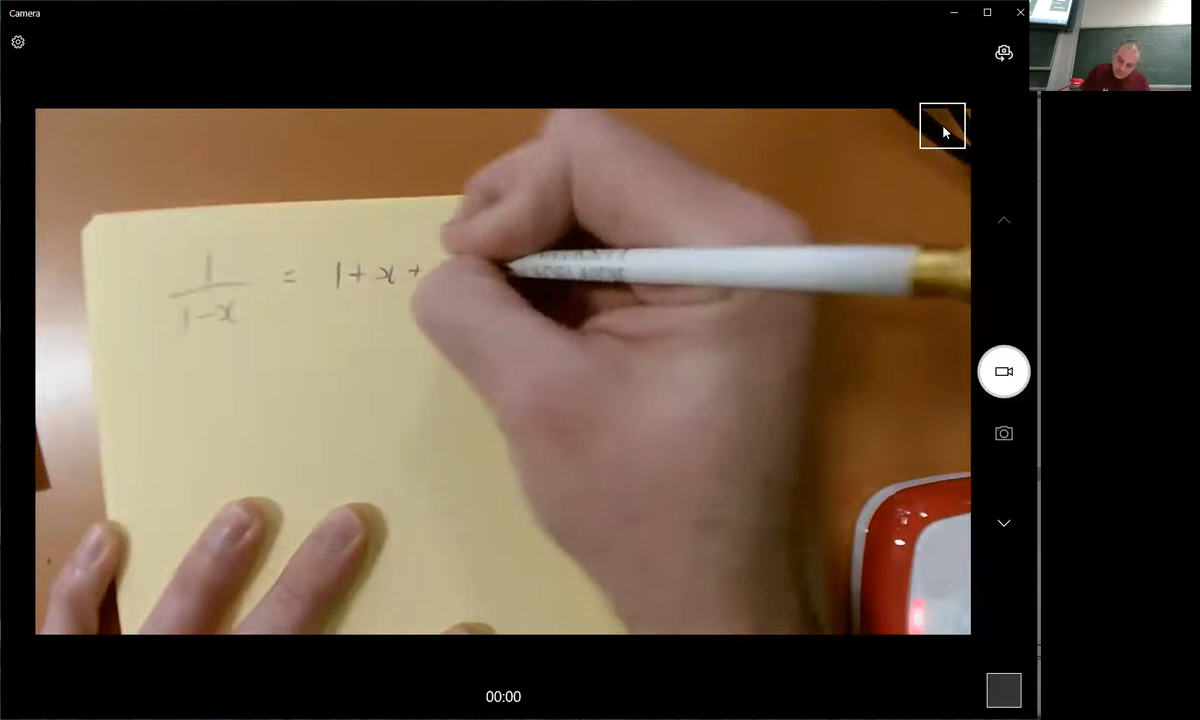 Camera
1/(1-x) = 1+x+
00:00